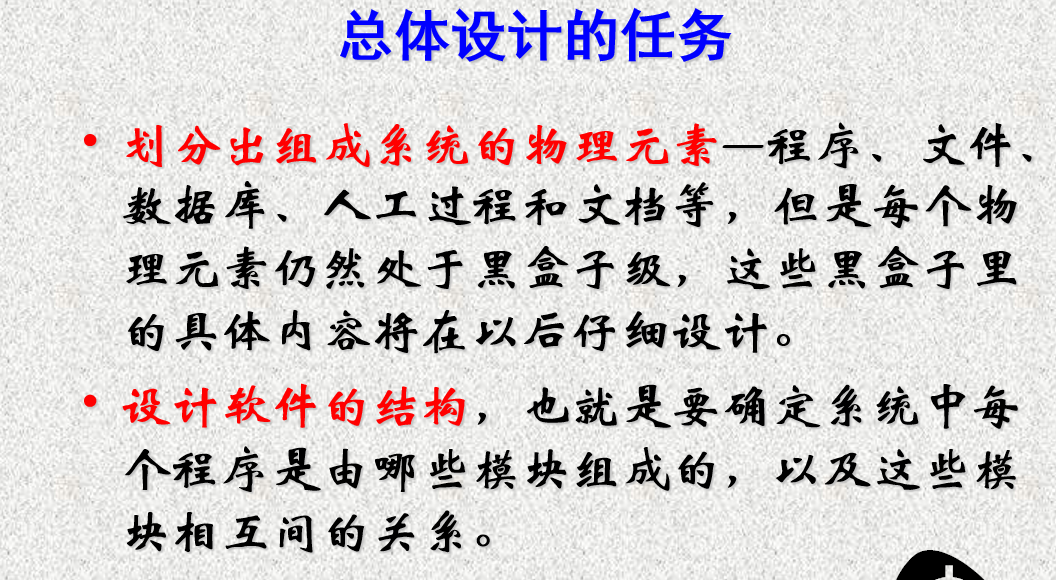 总体设计的任务
• 划分出组成系统的物理元素—程序、文件、
数据库、人工过程和文档等，但是每个物
理元素仍然处于黑盒子级，这些黑盒子里
的具体内容将在以后仔细设计。
• 设计软件的结构，也就是要确定系统中每
个程序是由哪些模块组成的，以及这些模
块相互间的关系。